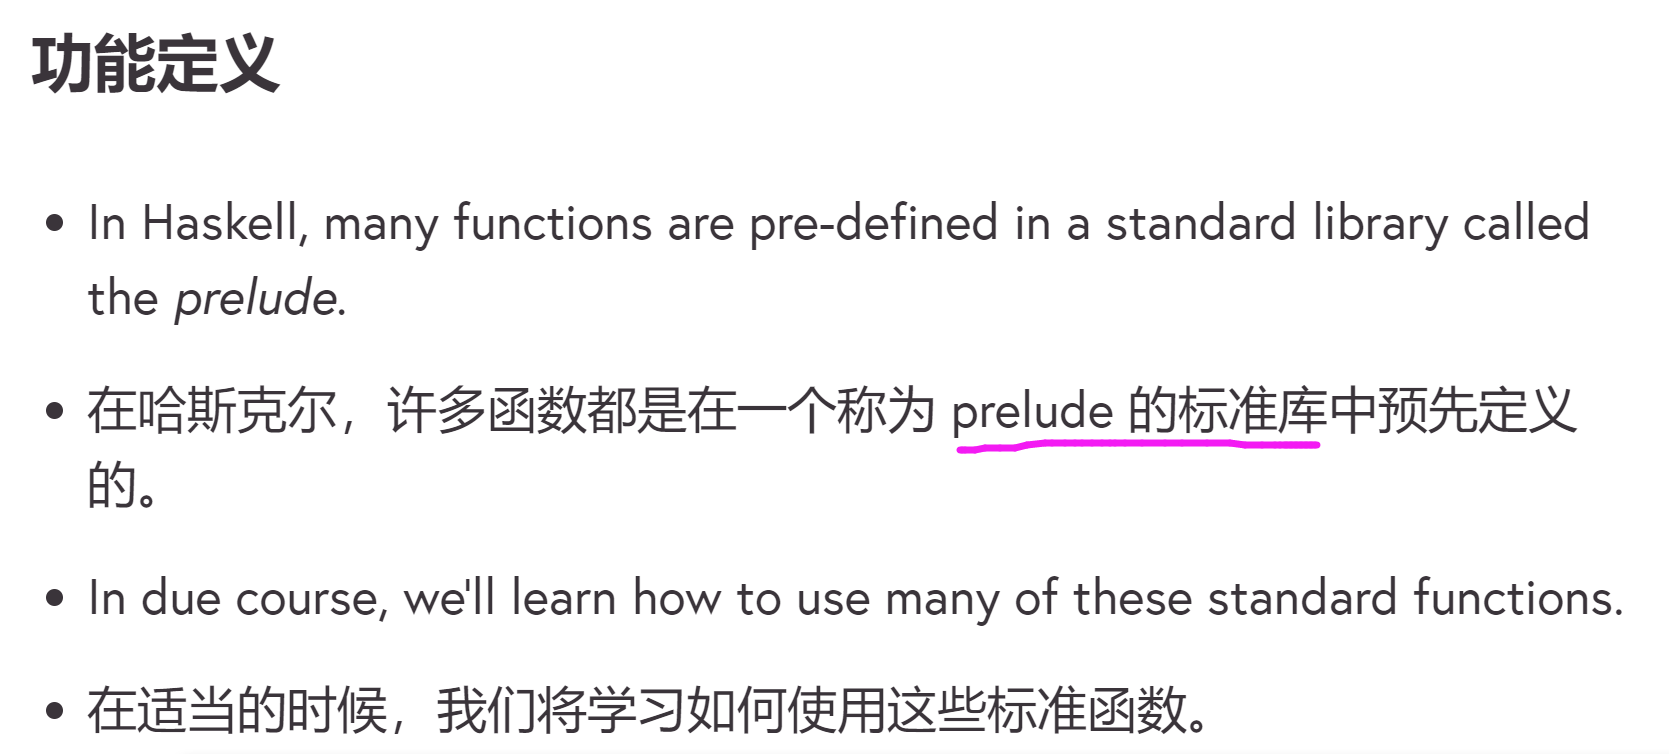 功能定义
• In Haskell, many functions are pre-defined in a standard library called
the prelude.
• 在哈斯克尔，许多函数都是在一个称为 prelude 的标准库中预先定义
的。
• In due course, we'll learn how to use many of these standard functions.
• 在适当的时候，我们将学习如何使用这些标准函数。